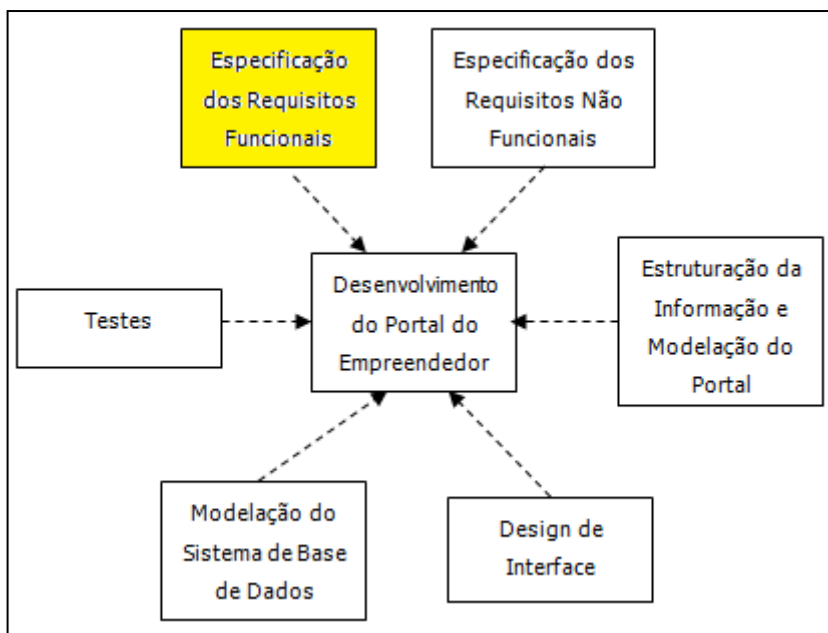 Especificação
dos Requisitos
Funcionais
Especificação dos
Requisitos Não
Funcionais
Desenvolvimento
do Portal do
Empreendedor
Estruturação da
Informação e
Modelação do
Portal
Testes
Modelação do
Sistema de Base
de Dados
Design de
Interface